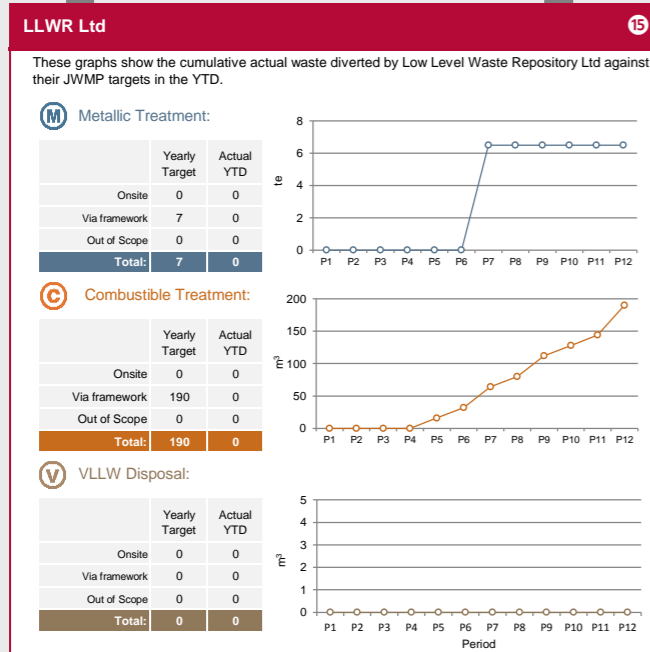 LLWR Ltd
15
These graphs show the cumulative actual waste diverted by Low Level Waste Repository Ltd against
their JWMP targets in the YTD.
M Metallic Treatment:
Yearly Target Actual YTD
Onsite 0 0
Via framework 7 0
Out of Scope 0 0
Total: 7 0
8
6
4
2
0
te
P1 P2 P3 P4 P5 P6 P7 P8 P9 P10 P11 P12
C Combustible Treatment:
Yearly Target Actual YTD
Onsite 0 0
Via framework 190 0
Out of Scope 0 0
Total: 190 0
200
150
100
50
0
m³
P1 P2 P3 P4 P5 P6 P7 P8 P9 P10 P11 P12
V VLLW Disposal:
Yearly Target Actual YTD
Onsite 0 0
Via framework 0 0
Out of Scope 0 0
Total: 0 0
5
4
3
2
1
0
m³
P1 P2 P3 P4 P5 P6 P7 P8 P9 P10 P11 P12
Period